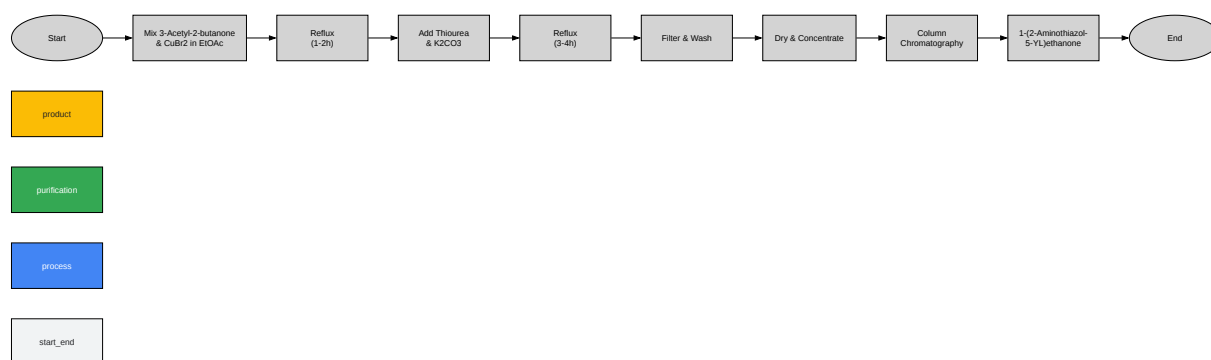 Start
Mix 3-Acetyl-2-butanone
& CuBr2 in EtOAc
Reflux
(1-2h)
Add Thiourea
& K2CO3
Reflux
(3-4h)
Filter & Wash
Dry & Concentrate
Column
Chromatography
1-(2-Aminothiazol-
5-YL)ethanone
End
product
purification
process
start_end